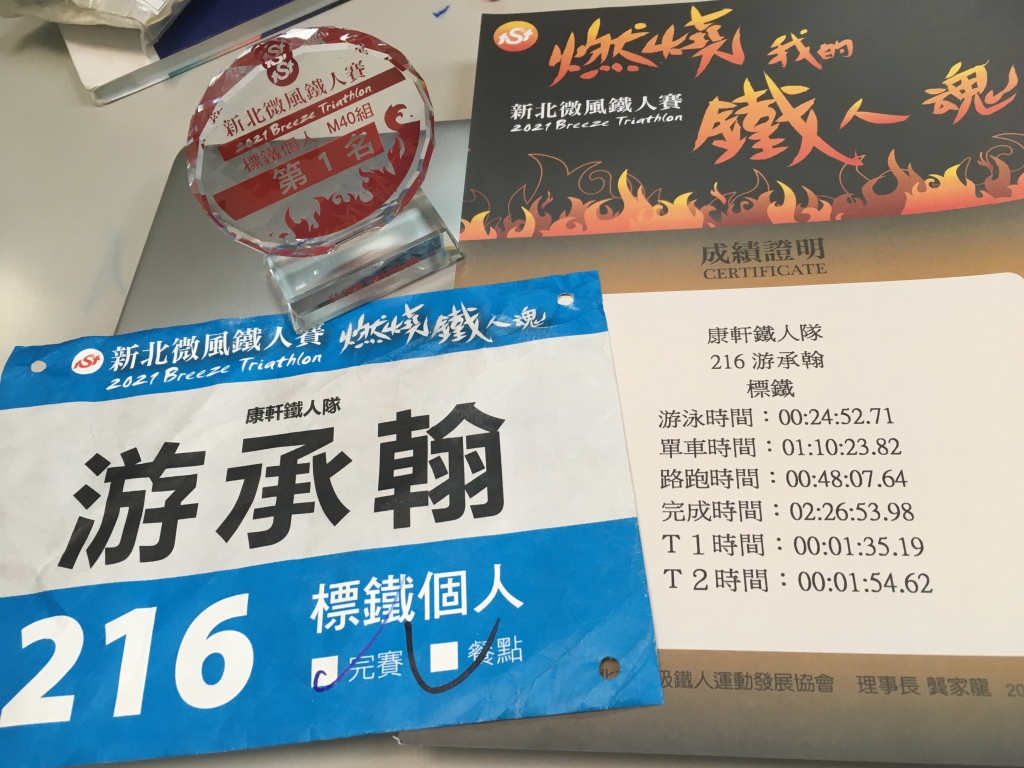 tSt
新北微風鐵人賽
2021 Breeze Triathlon
標鐵個人 M40組
第1名
tSt
燃燒我的
鐵人魂
新北微風鐵人賽
2021 Breeze Triathlon
成績證明
CERTIFICATE
康軒鐵人隊
216 游承翰
標鐵
游泳時間：00:24:52.71
單車時間：01:10:23.82
路跑時間：00:48:07.64
完成時間：02:26:53.98
T1時間：00:01:35.19
T2時間：00:01:54.62
級鐵人運動發展協會 理事長 龔家龍 20
tSt 新北微風鐵人賽 燃燒鐵人魂
2021 Breeze Triathlon
康軒鐵人隊
游承翰
216
標鐵個人
完賽 餐點